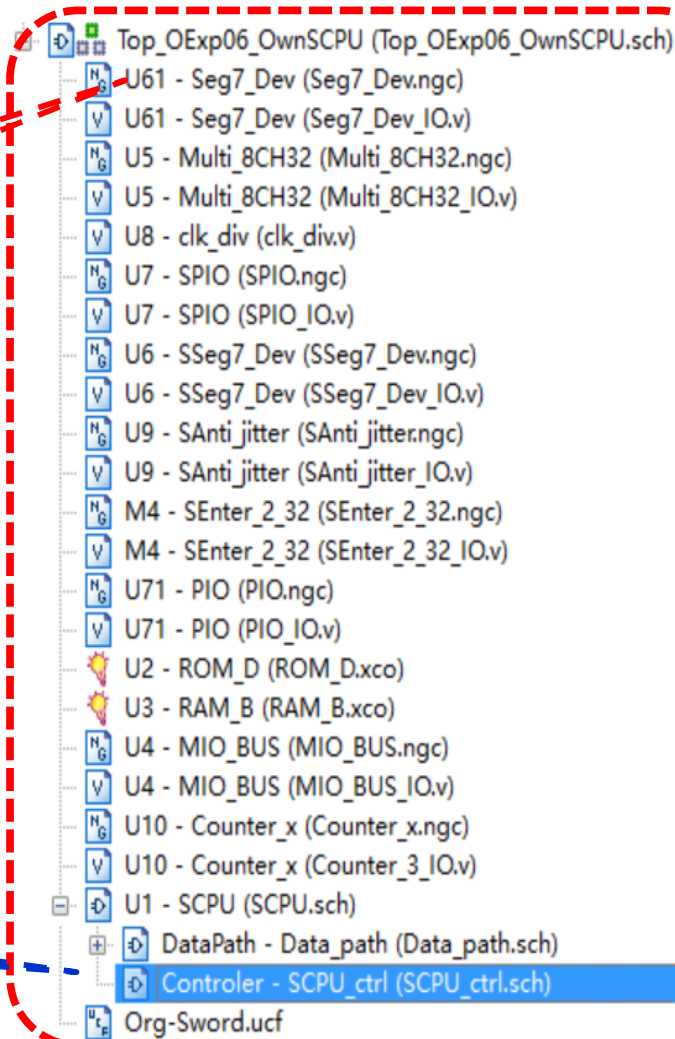 Top_OExp06_OwnSCPU (Top_OExp06_OwnSCPU.sch)
U61 - Seg7_Dev (Seg7_Dev.ngc)
U61 - Seg7_Dev (Seg7_Dev_IO.v)
U5 - Multi_8CH32 (Multi_8CH32.ngc)
U5 - Multi_8CH32 (Multi_8CH32_IO.v)
U8 - clk_div (clk_div.v)
U7 - SPIO (SPIO.ngc)
U7 - SPIO (SPIO_IO.v)
U6 - SSeg7_Dev (SSeg7_Dev.ngc)
U6 - SSeg7_Dev (SSeg7_Dev_IO.v)
U9 - SAnti_jitter (SAnti_jitter.ngc)
U9 - SAnti_jitter (SAnti_jitter_IO.v)
M4 - SEnter_2_32 (SEnter_2_32.ngc)
M4 - SEnter_2_32 (SEnter_2_32_IO.v)
U71 - PIO (PIO.ngc)
U71 - PIO (PIO_IO.v)
U2 - ROM_D (ROM_D.xco)
U3 - RAM_B (RAM_B.xco)
U4 - MIO_BUS (MIO_BUS.ngc)
U4 - MIO_BUS (MIO_BUS_IO.v)
U10 - Counter_x (Counter_x.ngc)
U10 - Counter_x (Counter_3_IO.v)
U1 - SCPU (SCPU.sch)
DataPath - Data_path (Data_path.sch)
Controler - SCPU_ctrl (SCPU_ctrl.sch)
Org-Sword.ucf